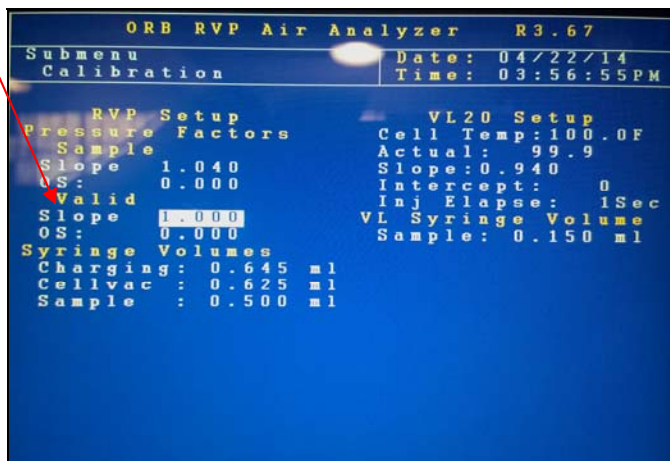 ORB RVP Air Analyzer R3.67
Submenu
Calibration
Date: 04/22/14
Time: 03:56:55PM
RVP Setup
Pressure Factors
Sample
Slope 1.040
OS: 0.000
Valid
Slope 1.000
OS: 0.000
Syringe Volumes
Charging: 0.645 ml
Cellvac : 0.625 ml
Sample : 0.500 ml
VL20 Setup
Cell Temp:100.0F
Actual: 99.9
Slope:0.940
Intercept: 0
Inj Elapse: 1Sec
VL Syringe Volume
Sample: 0.150 ml